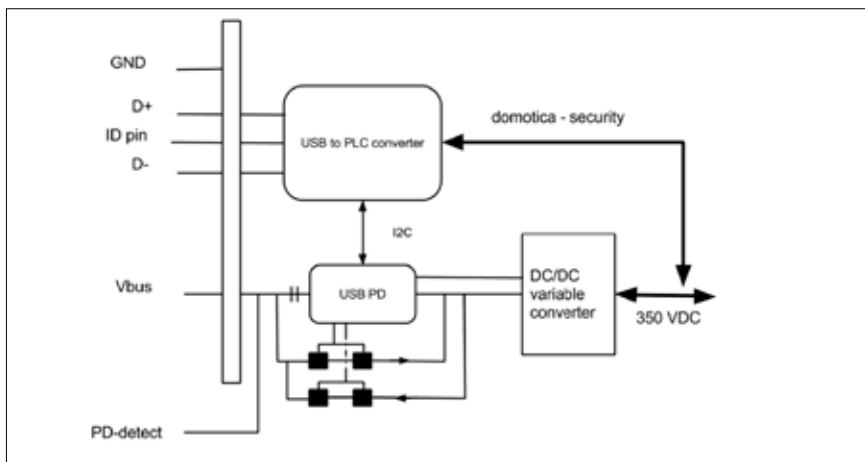 GND
D+
ID pin
D-
USB to PLC converter
domotica - security
I2C
Vbus
USB PD
DC/DC
variable
converter
350 VDC
PD-detect